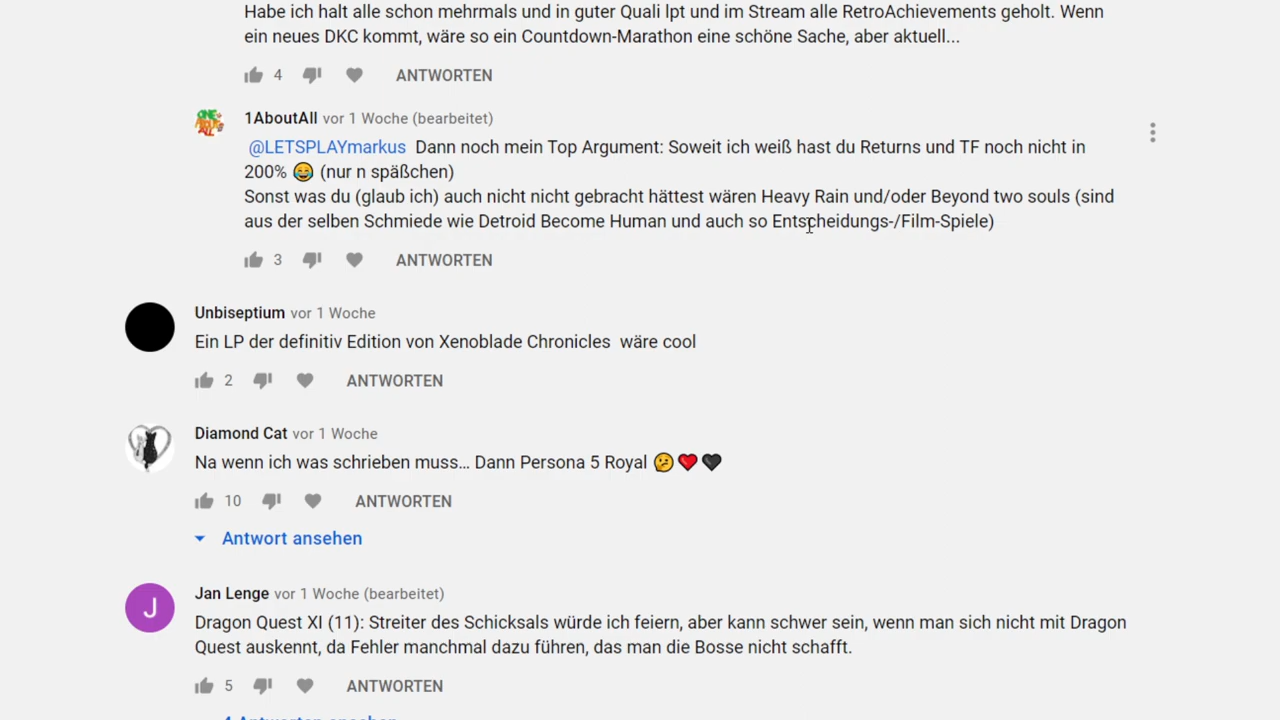 Habe ich halt alle schon mehrmals und in guter Quali lpt und im Stream alle RetroAchievements geholt. Wenn
ein neues DKC kommt, wäre so ein Countdown-Marathon eine schöne Sache, aber aktuell...
4 ANTWORTEN
1AboutAll vor 1 Woche (bearbeitet)
@LETSPLAYmarkus Dann noch mein Top Argument: Soweit ich weiß hast du Returns und TF noch nicht in
200% 😂 (nur n späßchen)
Sonst was du (glaub ich) auch nicht nicht gebracht hättest wären Heavy Rain und/oder Beyond two souls (sind
aus der selben Schmiede wie Detroid Become Human und auch so Entscheidungs-/Film-Spiele)
3 ANTWORTEN
Unbiseptium vor 1 Woche
Ein LP der definitiv Edition von Xenoblade Chronicles wäre cool
2 ANTWORTEN
Diamond Cat vor 1 Woche
Na wenn ich was schrieben muss... Dann Persona 5 Royal 🤔❤️🖤
10 ANTWORTEN
Antwort ansehen
J
Jan Lenge vor 1 Woche (bearbeitet)
Dragon Quest XI (11): Streiter des Schicksals würde ich feiern, aber kann schwer sein, wenn man sich nicht mit Dragon
Quest auskennt, da Fehler manchmal dazu führen, das man die Bosse nicht schafft.
5 ANTWORTEN
4 Antworten ansehen